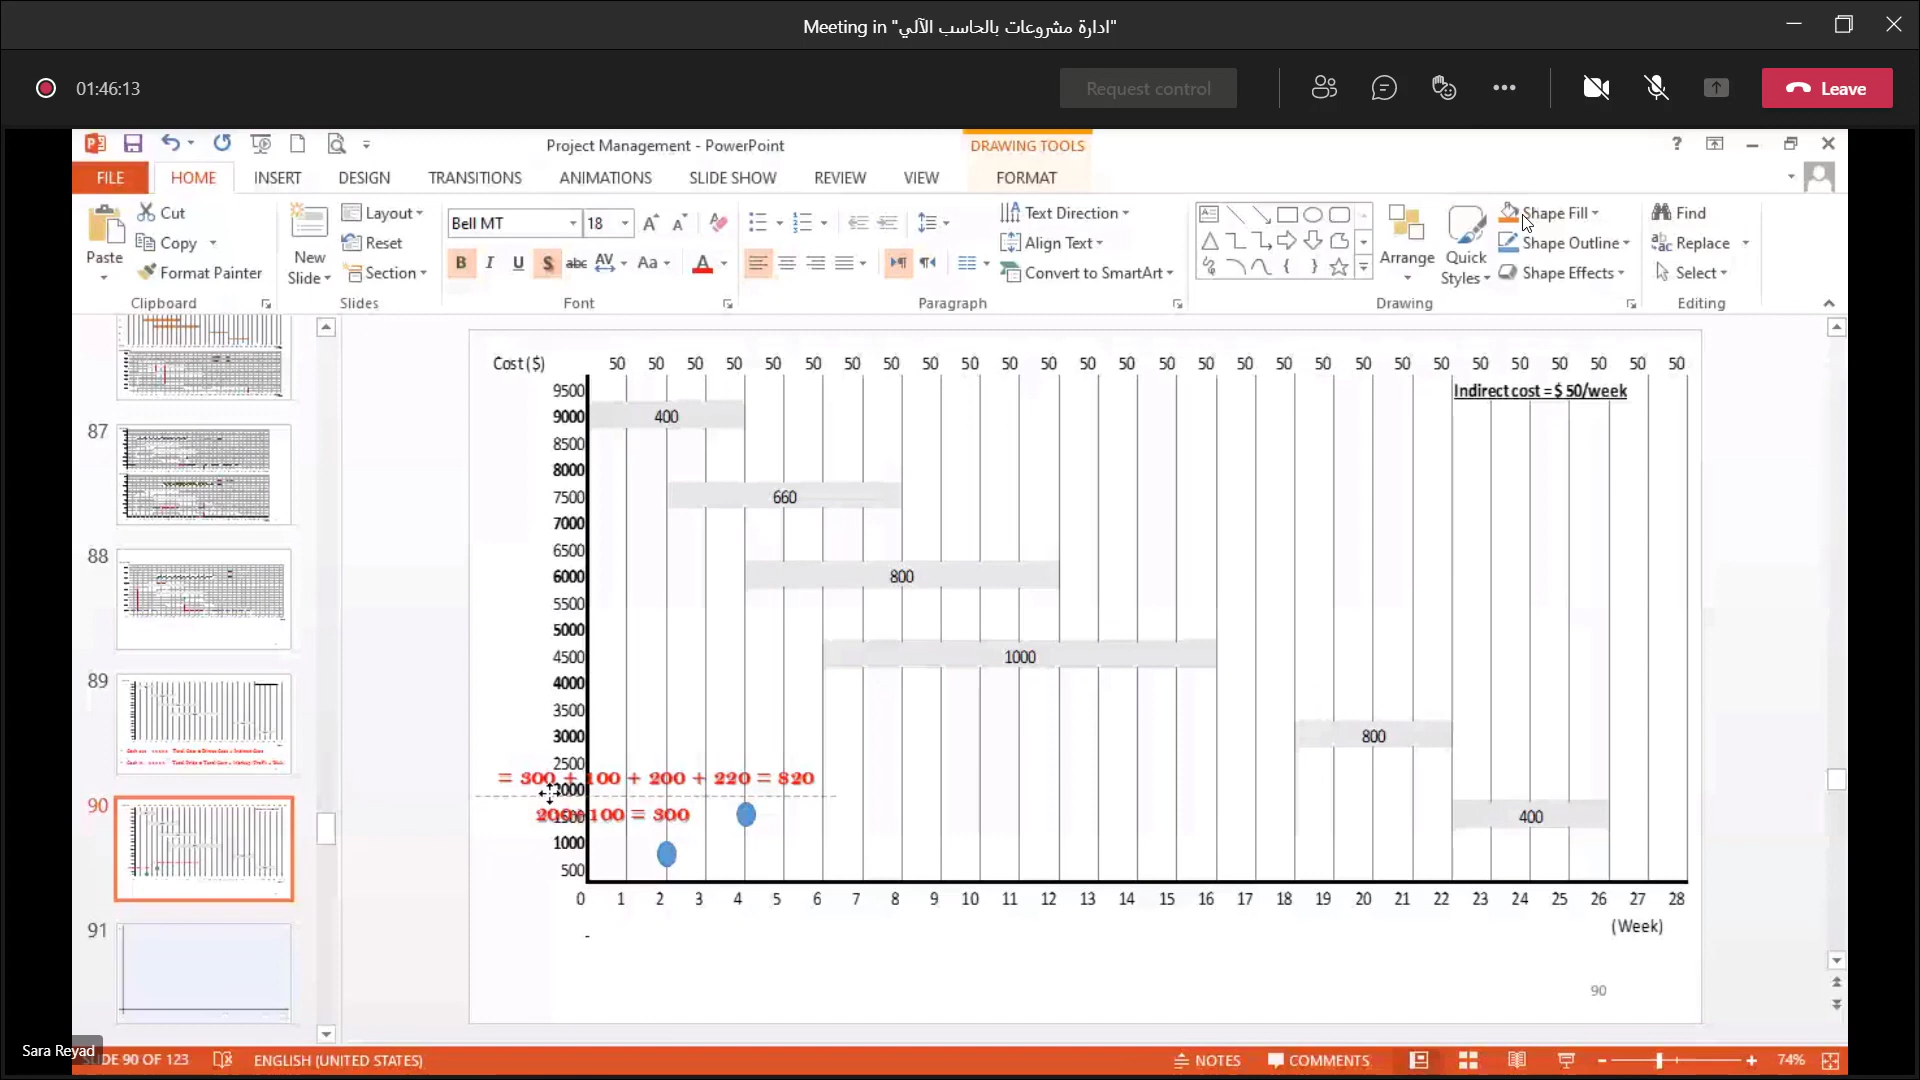 Meeting in "ادارة مشروعات بالحاسب الآلي"
01:46:13
Request control
Leave
Project Management - PowerPoint
DRAWING TOOLS
FILE HOME INSERT DESIGN TRANSITIONS ANIMATIONS SLIDE SHOW REVIEW VIEW FORMAT
Paste
Cut
Copy
Format Painter
Clipboard
New Slide
Layout
Reset
Section
Slides
Bell MT 18
Font
Text Direction
Align Text
Convert to SmartArt
Paragraph
Arrange
Quick Styles
Shape Fill
Shape Outline
Shape Effects
Drawing
Find
Replace
Select
Editing
87
88
89
90
91
Cost ($) 50 50 50 50 50 50 50 50 50 50 50 50 50 50 50 50 50 50 50 50 50 50 50 50 50 50 50 50
Indirect cost = $ 50/week
9500
9000
8500
8000
7500
7000
6500
6000
5500
5000
4500
4000
3500
3000
2500
2000
1500
1000
500
400
660
800
1000
800
400
= 300 + 100 + 200 + 220 = 820
200+100 = 300
0 1 2 3 4 5 6 7 8 9 10 11 12 13 14 15 16 17 18 19 20 21 22 23 24 25 26 27 28
(Week)
90
Sara Reyad
SLIDE 90 OF 123
ENGLISH (UNITED STATES)
NOTES
COMMENTS
74%